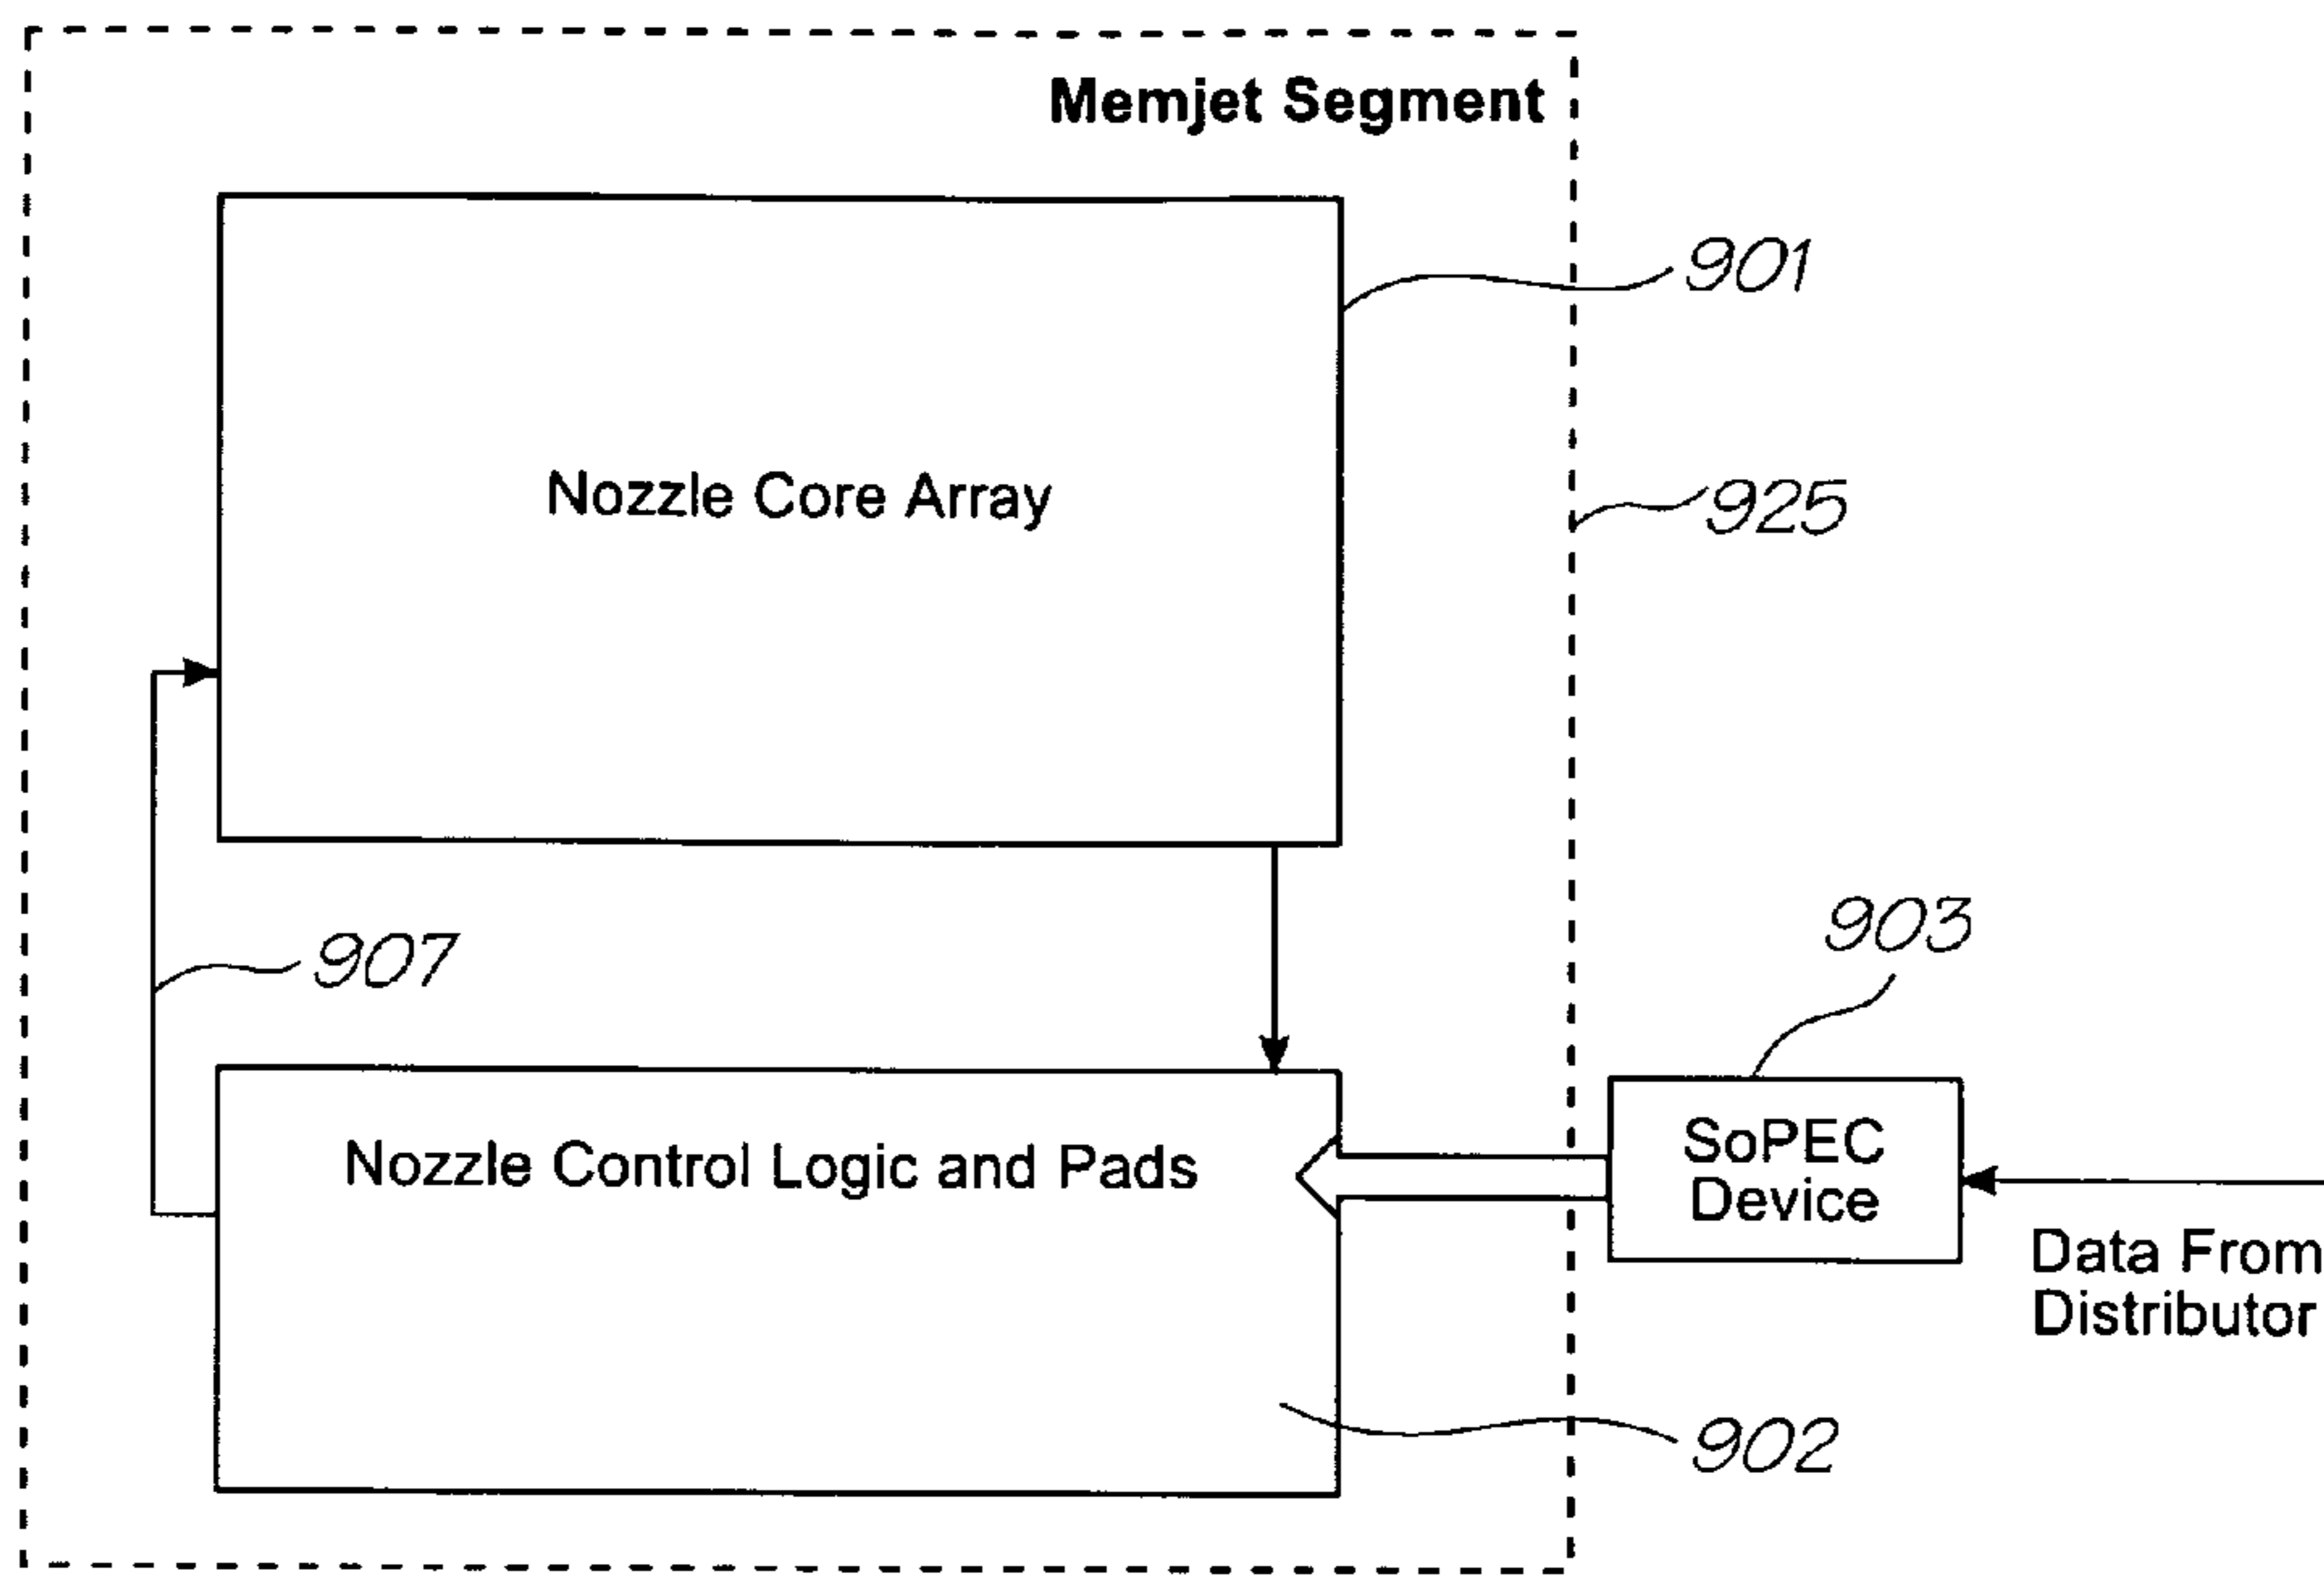 Memjet Segment
901
Nozzle Core Array
925
903
907
SoPEC
Device
Nozzle Control Logic and Pads
Data From
Distributor
902